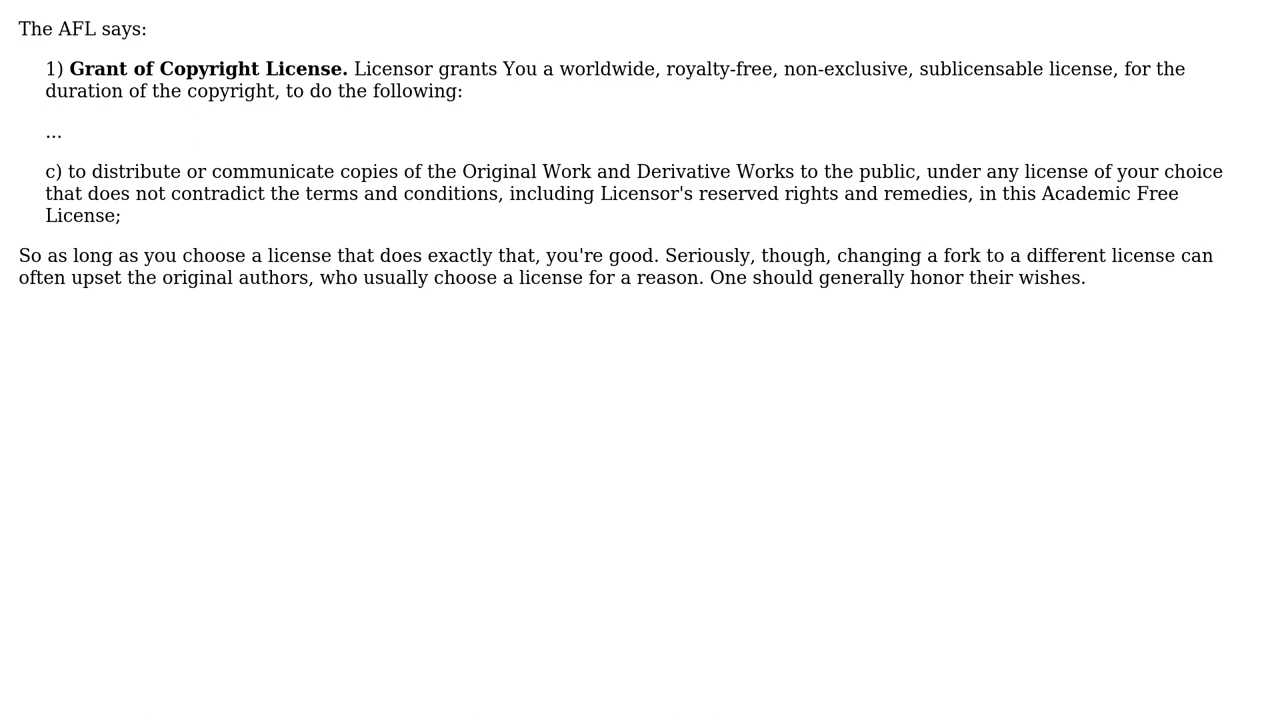 The AFL says:
1) Grant of Copyright License. Licensor grants You a worldwide, royalty-free, non-exclusive, sublicensable license, for the
duration of the copyright, to do the following:
...
c) to distribute or communicate copies of the Original Work and Derivative Works to the public, under any license of your choice
that does not contradict the terms and conditions, including Licensor's reserved rights and remedies, in this Academic Free
License;
So as long as you choose a license that does exactly that, you're good. Seriously, though, changing a fork to a different license can
often upset the original authors, who usually choose a license for a reason. One should generally honor their wishes.